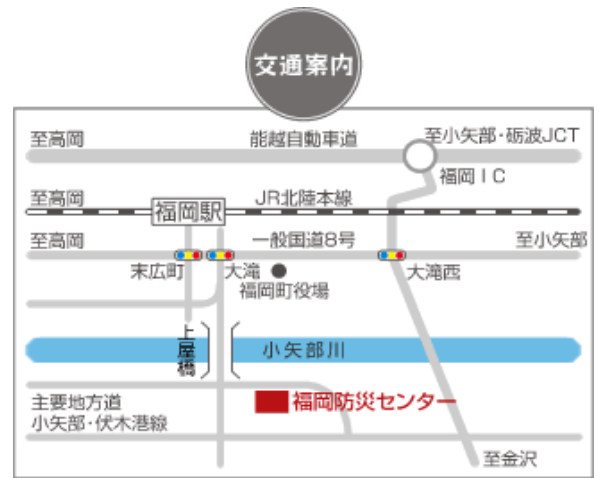 交通案内
至高岡
能越自動車道
至小矢部・砺波JCT
福岡IC
至高岡
JR北陸本線
福岡駅
至高岡
一般国道8号
至小矢部
末広町
大滝
大滝西
福岡町役場
上屋橋
小矢部川
福岡防災センター
主要地方道
小矢部・伏木港線
至金沢